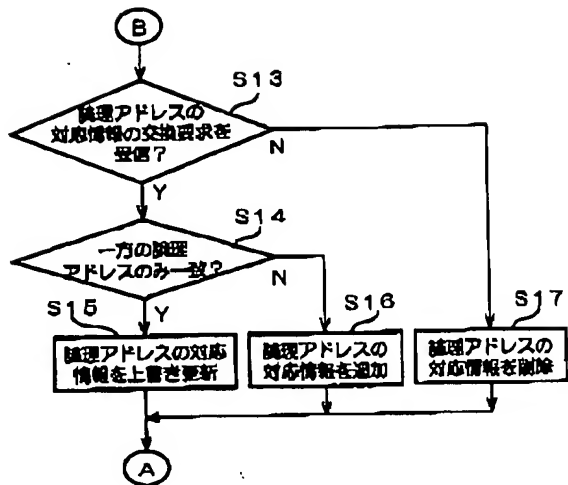 B
S13
論理アドレスの
対応情報の交換要求を
受信?
N
Y
S14
一方の論理
アドレスのみ一致?
N
Y
S15
論理アドレスの対応
情報を上書き更新
S16
論理アドレスの
対応情報を追加
S17
論理アドレスの
対応情報を削除
A